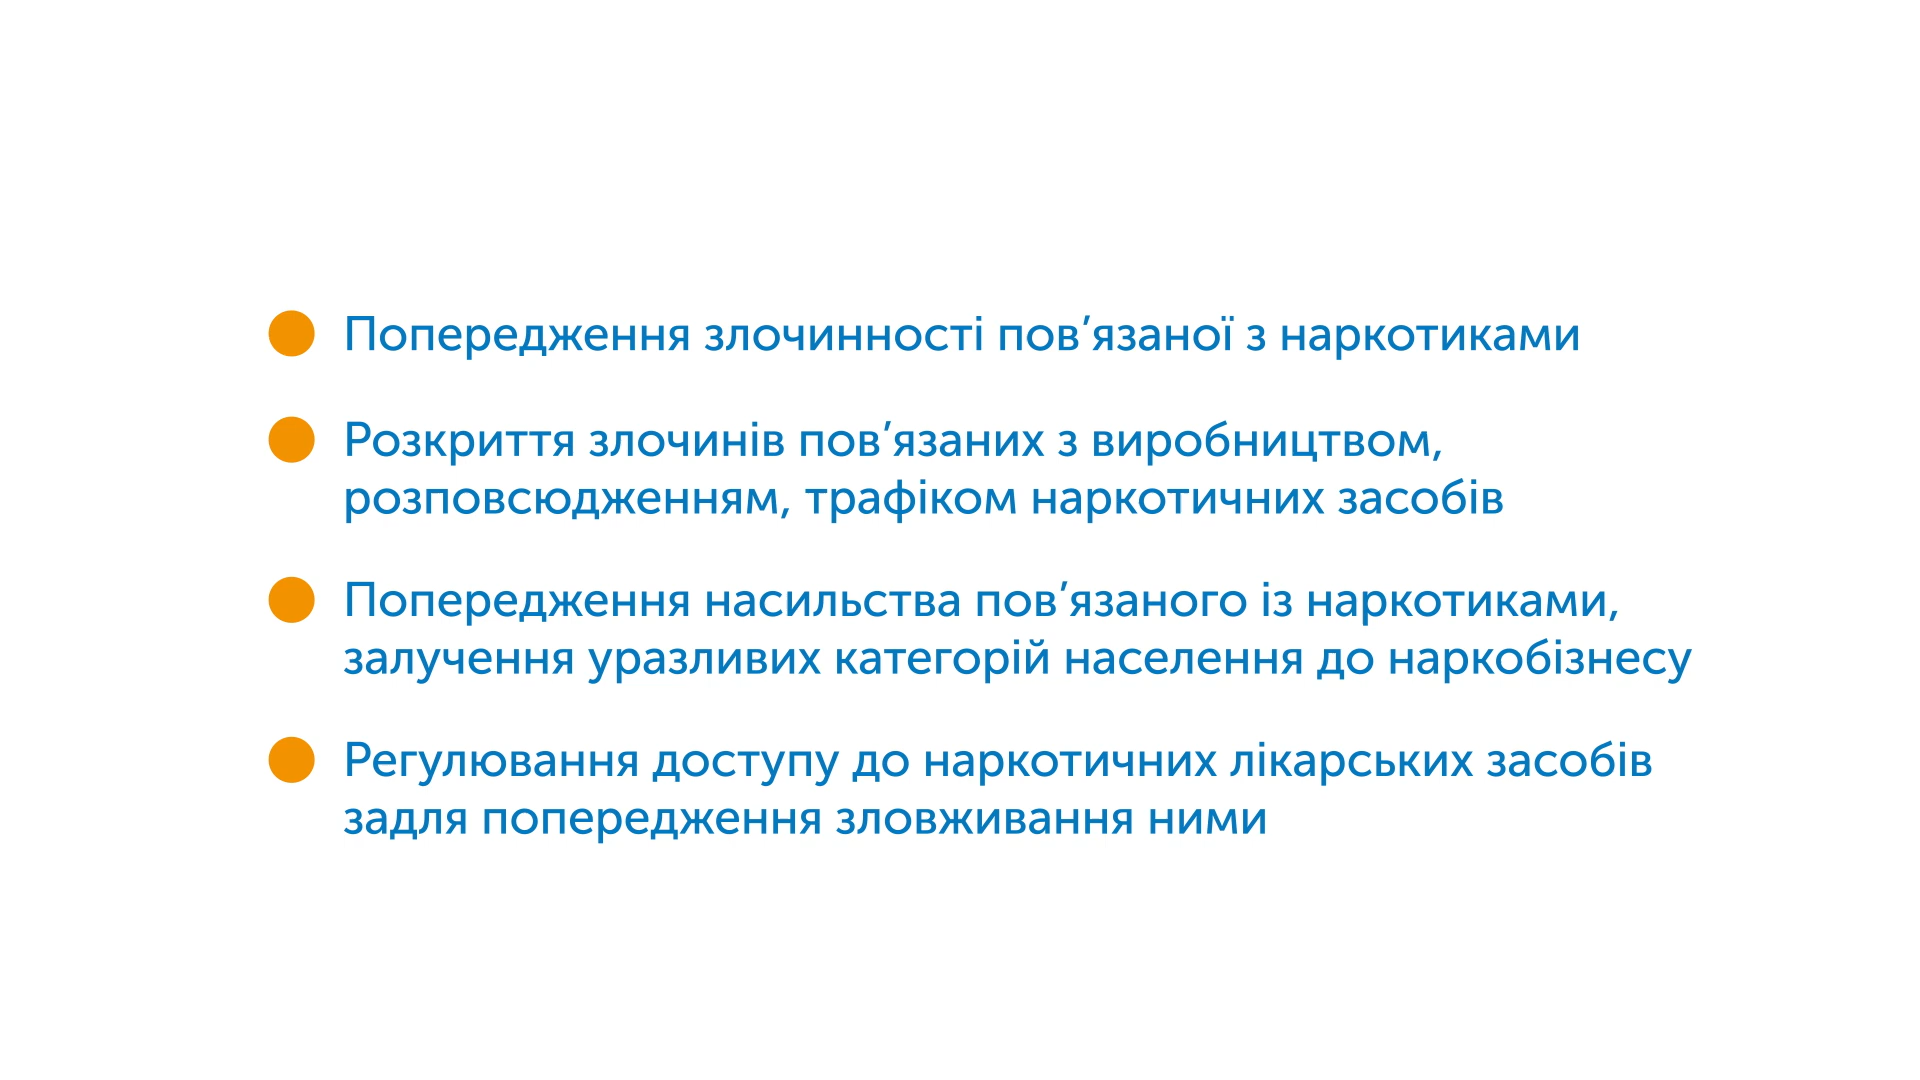 Попередження злочинності пов’язаної з наркотиками
Розкриття злочинів пов’язаних з виробництвом,
розповсюдженням, трафіком наркотичних засобів
Попередження насильства пов’язаного із наркотиками,
залучення уразливих категорій населення до наркобізнесу
Регулювання доступу до наркотичних лікарських засобів
задля попередження зловживання ними